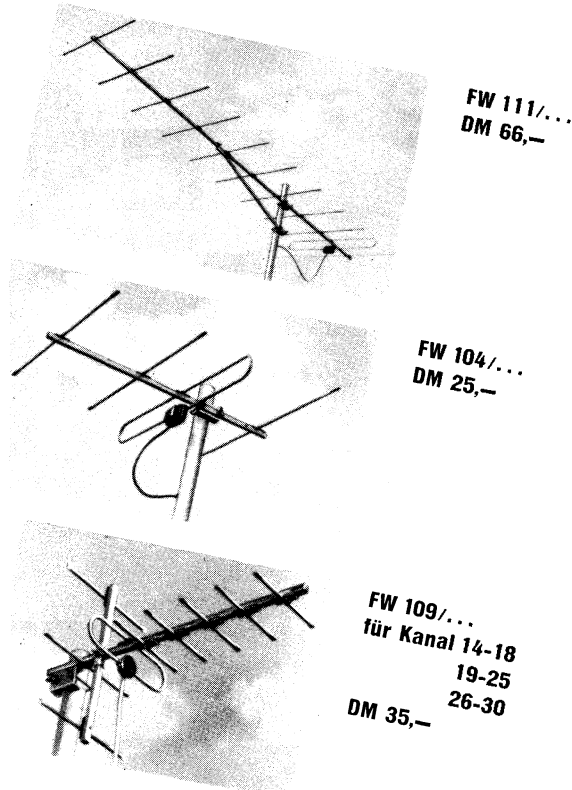 FW 111/...
DM 66,—
FW 104/...
DM 25,—
FW 109/...
für Kanal 14-18
19-25
26-30
DM 35,—